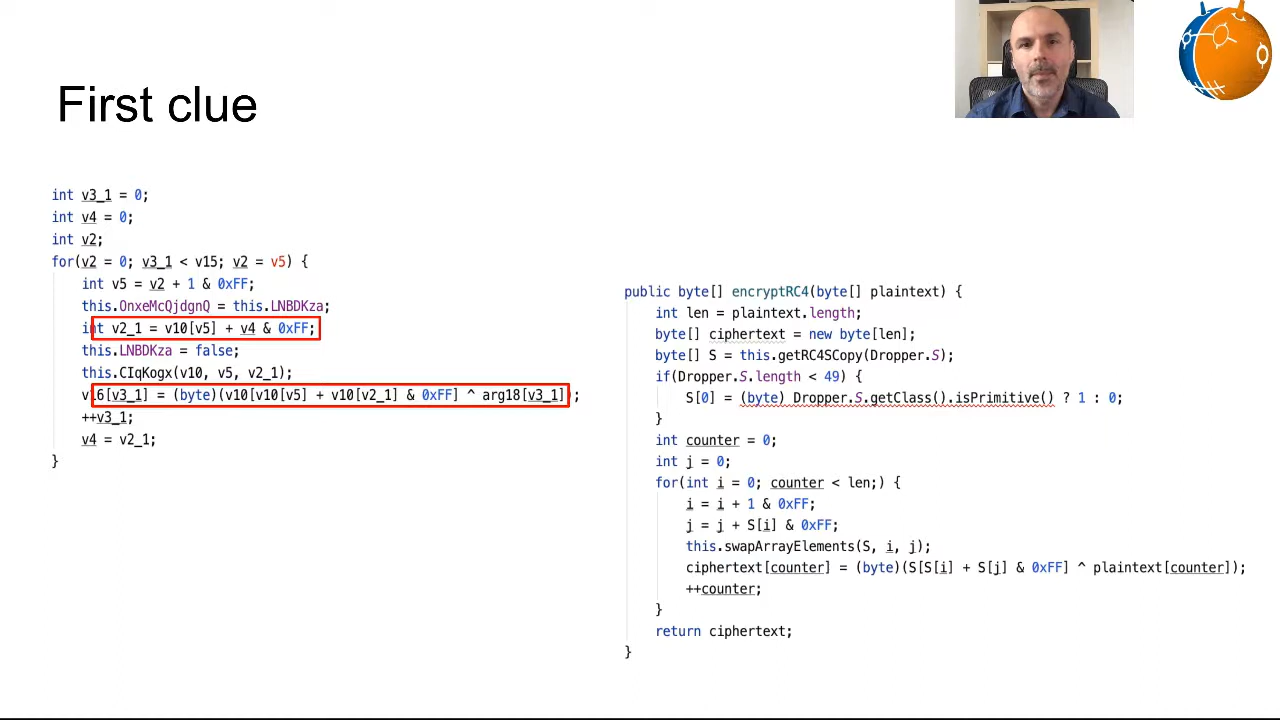 First clue
int v3_1 = 0;
int v4 = 0;
int v2;
for(v2 = 0; v3_1 < v15; v2 = v5) {
int v5 = v2 + 1 & 0xFF;
this.OnxeMcQjdgnQ = this.LNBDKza;
int v2_1 = v10[v5] + v4 & 0xFF;
this.LNBDKza = false;
this.CIqKogx(v10, v5, v2_1);
v16[v3_1] = (byte)(v10[v10[v5] + v10[v2_1] & 0xFF] ^ arg18[v3_1]);
++v3_1;
v4 = v2_1;
}
public byte[] encryptRC4(byte[] plaintext) {
int len = plaintext.length;
byte[] ciphertext = new byte[len];
byte[] S = this.getRC4SCopy(Dropper.S);
if(Dropper.S.length < 49) {
S[0] = (byte) Dropper.S.getClass().isPrimitive() ? 1 : 0;
}
int counter = 0;
int j = 0;
for(int i = 0; counter < len;) {
i = i + 1 & 0xFF;
j = j + S[i] & 0xFF;
this.swapArrayElements(S, i, j);
ciphertext[counter] = (byte)(S[S[i] + S[j] & 0xFF] ^ plaintext[counter]);
++counter;
}
return ciphertext;
}